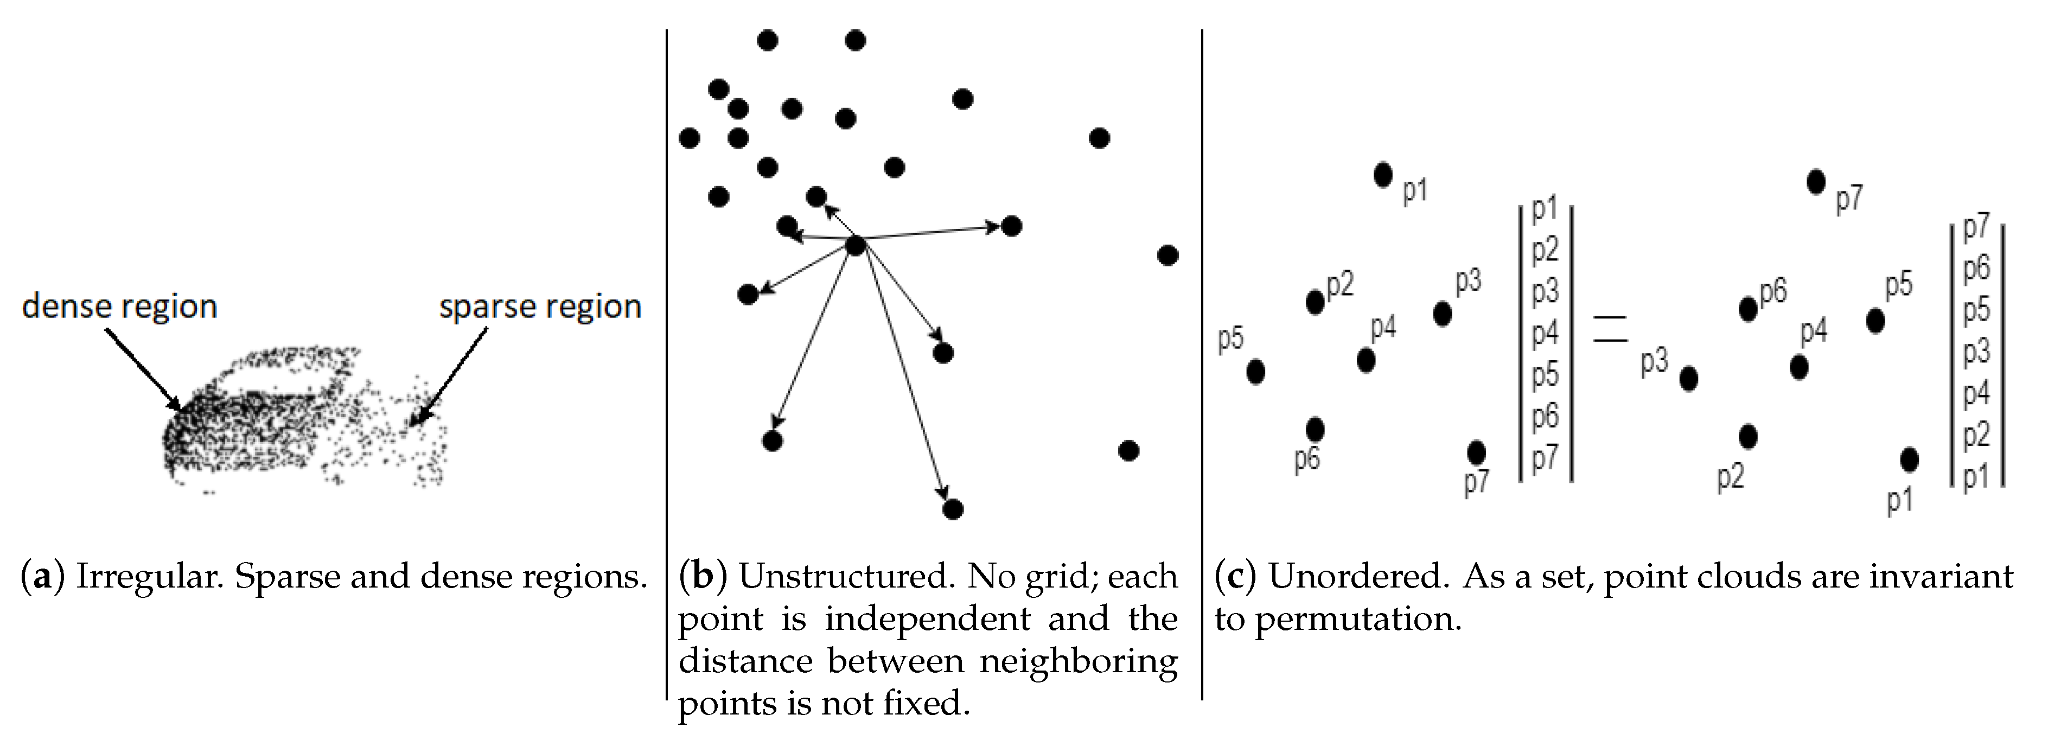 dense region
sparse region
(a) Irregular. Sparse and dense regions.
(b) Unstructured. No grid; each
point is independent and the
distance between neighboring
points is not fixed.
p1
p2
p3
p4
p5
p6
p7
p1
p2
p3
p4
p5
p6
p7
=
p7
p6
p5
p4
p3
p2
p1
p7
p6
p5
p3
p4
p2
p1
(c) Unordered. As a set, point clouds are invariant
to permutation.